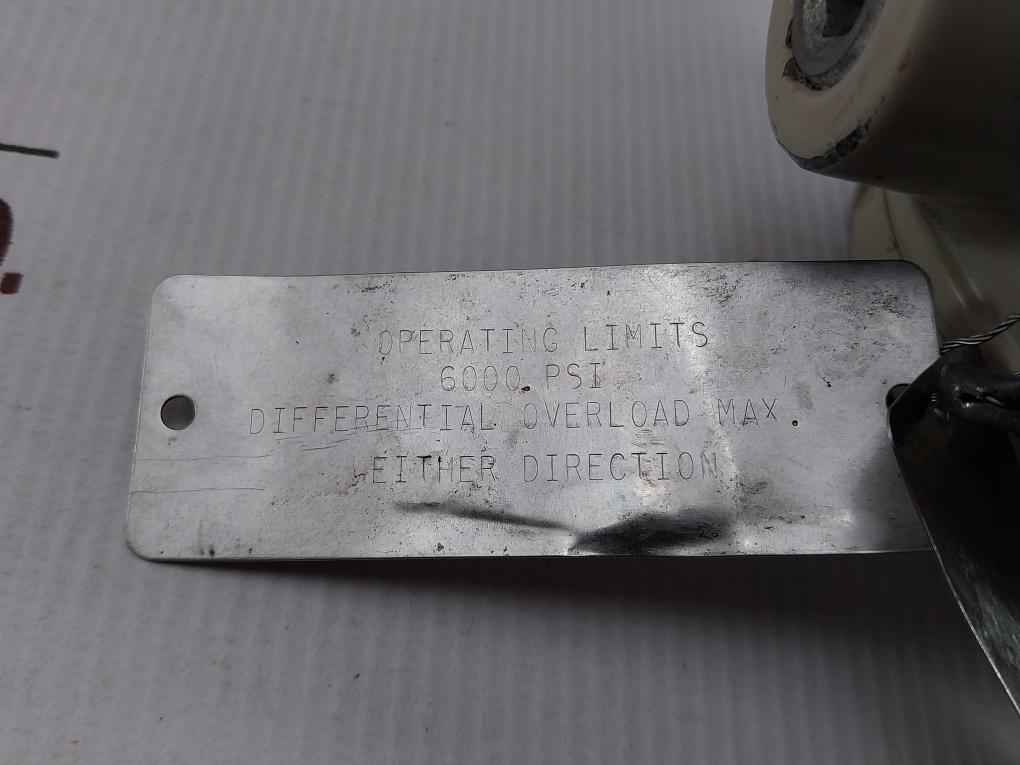 OPERATING LIMITS
6000 PSI
DIFFERENTIAL OVERLOAD MAX.
EITHER DIRECTION